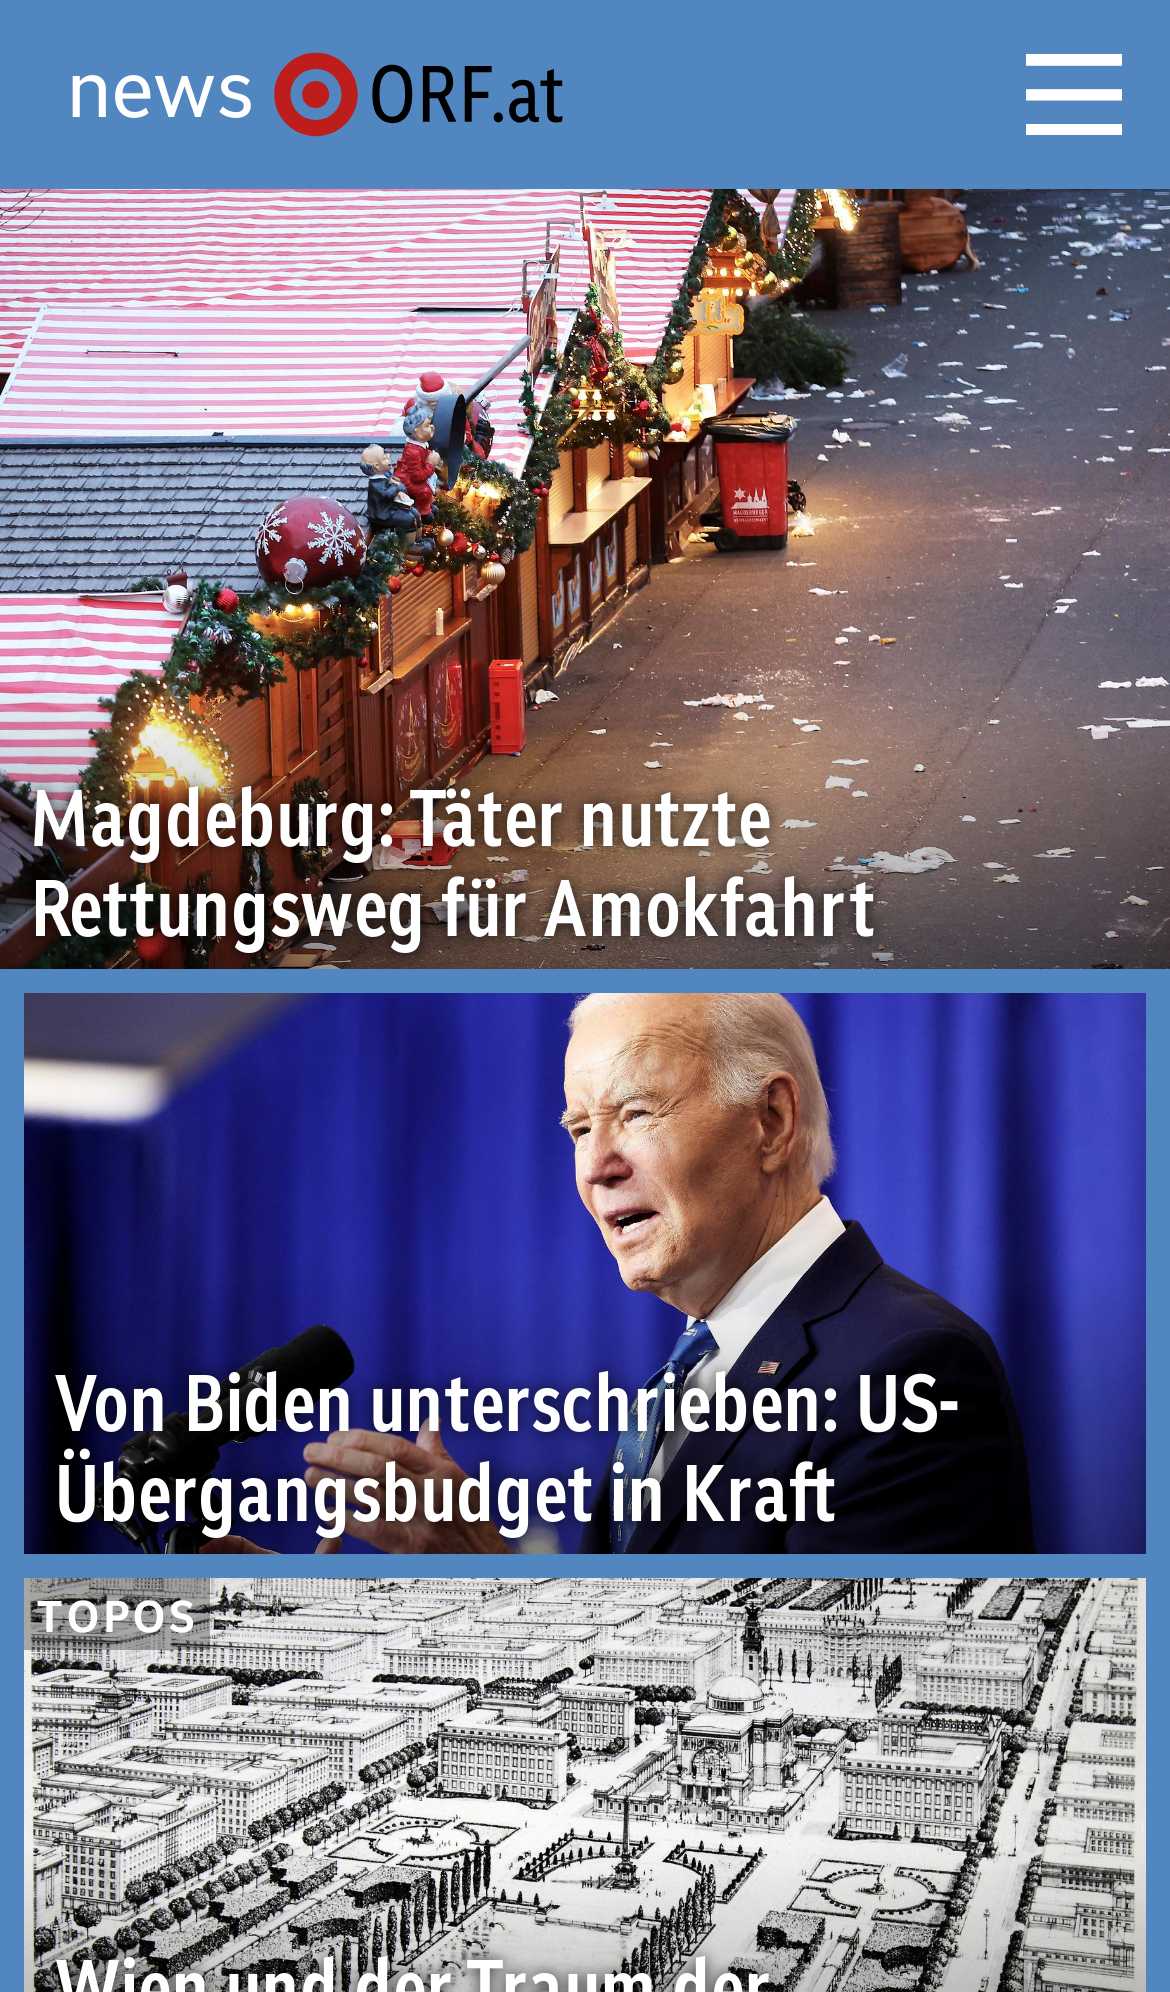 news ORF.at
Magdeburg: Täter nutzte
Rettungsweg für Amokfahrt
Von Biden unterschrieben: US-
Übergangsbudget in Kraft
TOPOS
Wien und der Traum der